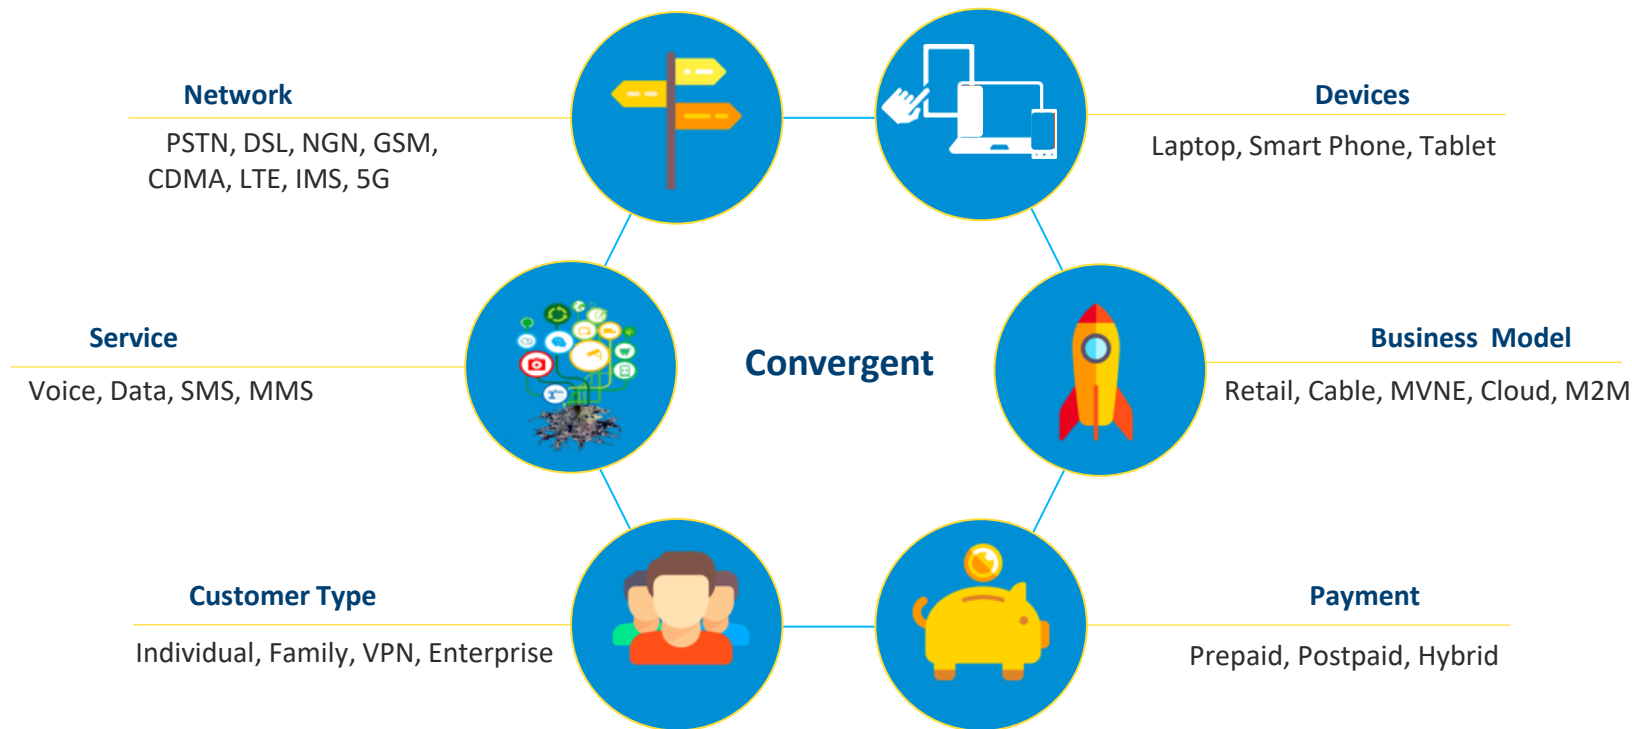 Network
PSTN, DSL, NGN, GSM,
CDMA, LTE, IMS, 5G
Devices
Laptop, Smart Phone, Tablet
Service
Voice, Data, SMS, MMS
Convergent
Business Model
Retail, Cable, MVNE, Cloud, M2M
Customer Type
Individual, Family, VPN, Enterprise
Payment
Prepaid, Postpaid, Hybrid